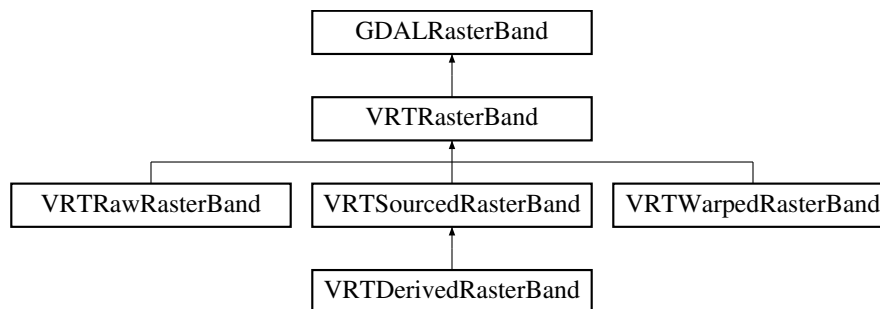 GDALRasterBand
VRTRasterBand
VRTRawRasterBand VRTSourcedRasterBand VRTWarpedRasterBand
VRTDerivedRasterBand